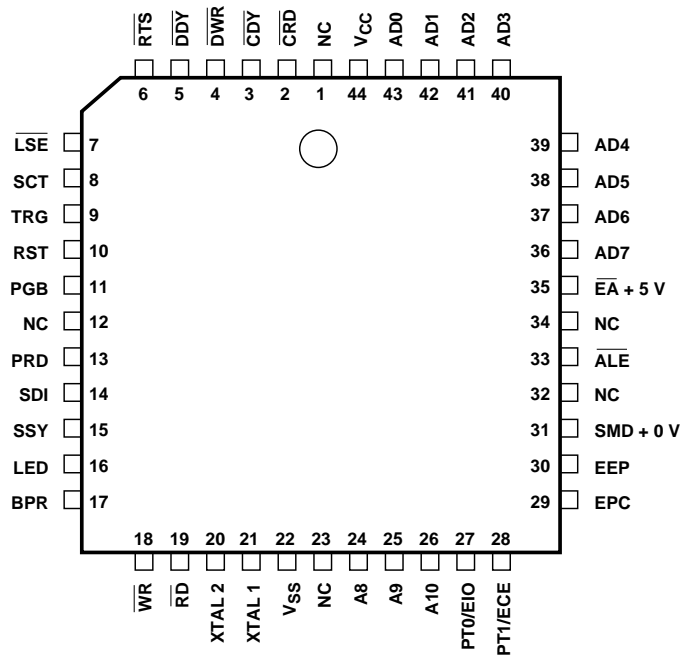 RTS DDY DWR CDY CRD NC VCC AD0 AD1 AD2 AD3
6 5 4 3 2 1 44 43 42 41 40
LSE 7 39 AD4
SCT 8 38 AD5
TRG 9 37 AD6
RST 10 36 AD7
PGB 11 35 EA + 5 V
NC 12 34 NC
PRD 13 33 ALE
SDI 14 32 NC
SSY 15 31 SMD + 0 V
LED 16 30 EEP
BPR 17 29 EPC
18 19 20 21 22 23 24 25 26 27 28
WR RD XTAL 2 XTAL 1 VSS NC A8 A9 A10 PT0/EIO PT1/ECE